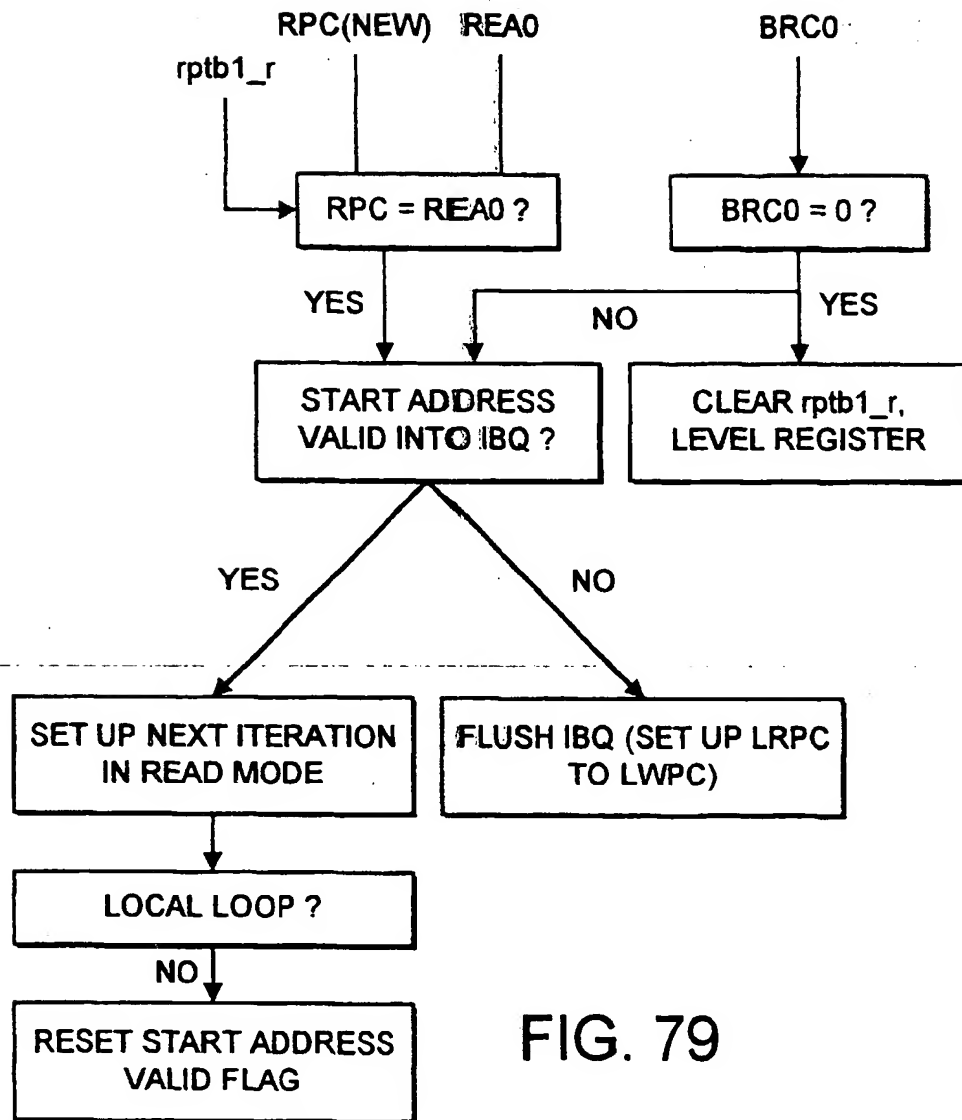 RPC(NEW) REA0 BRC0
rptb1_r
RPC = REA0 ? BRC0 = 0 ?
YES NO YES
START ADDRESS
VALID INTO IBQ ?
CLEAR rptb1_r,
LEVEL REGISTER
YES NO
SET UP NEXT ITERATION
IN READ MODE
FLUSH IBQ (SET UP LRPC
TO LWPC)
LOCAL LOOP ?
NO
RESET START ADDRESS
VALID FLAG
FIG. 79